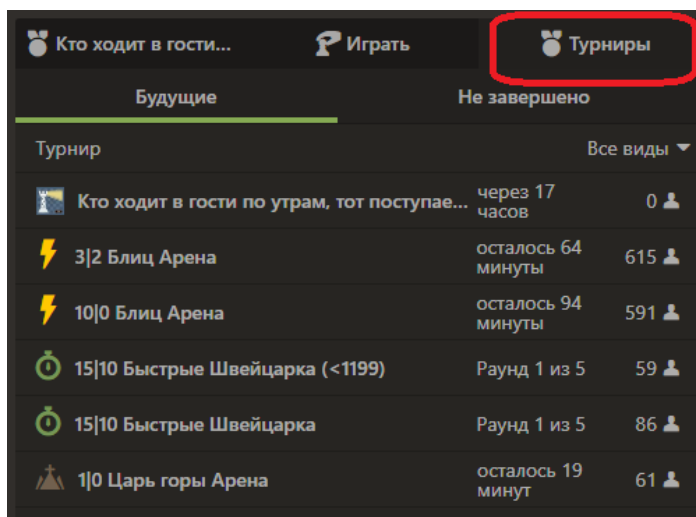 Кто ходит в гости... Играть Турниры
Будущие Не завершено
Турнир Все виды
Кто ходит в гости по утрам, тот поступае... через 17 часов 0
3|2 Блиц Арена осталось 64 минуты 615
10|0 Блиц Арена осталось 94 минуты 591
15|10 Быстрые Швейцарка (<1199) Раунд 1 из 5 59
15|10 Быстрые Швейцарка Раунд 1 из 5 86
1|0 Царь горы Арена осталось 19 минут 61